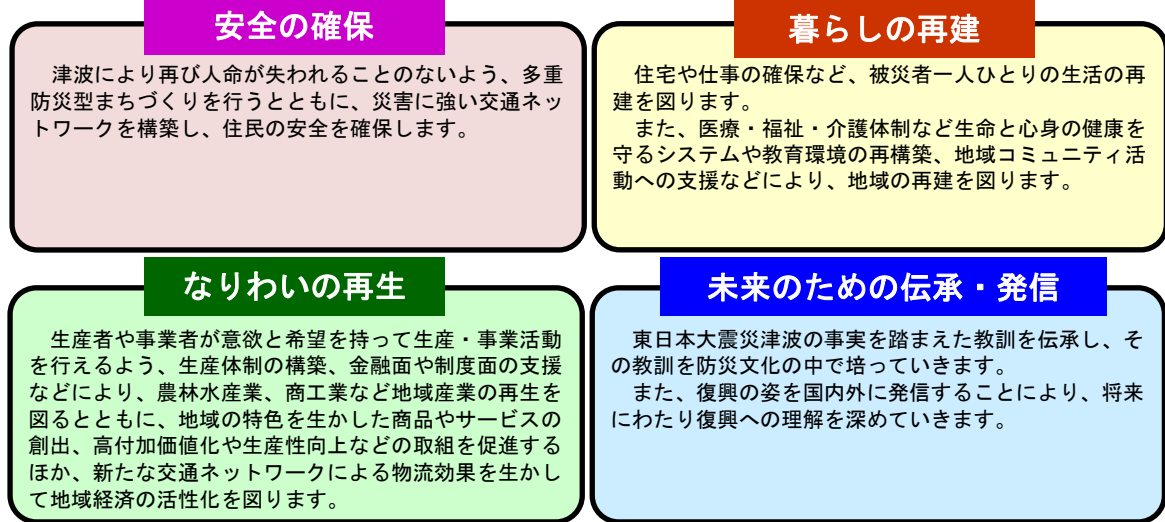 安全の確保
　津波により再び人命が失われることのないよう、多重
防災型まちづくりを行うとともに、災害に強い交通ネッ
トワークを構築し、住民の安全を確保します。
暮らしの再建
　住宅や仕事の確保など、被災者一人ひとりの生活の再
建を図ります。
　また、医療・福祉・介護体制など生命と心身の健康を
守るシステムや教育環境の再構築、地域コミュニティ活
動への支援などにより、地域の再建を図ります。
なりわいの再生
　生産者や事業者が意欲と希望を持って生産・事業活動
を行えるよう、生産体制の構築、金融面や制度面の支援
などにより、農林水産業、商工業など地域産業の再生を
図るとともに、地域の特色を生かした商品やサービスの
創出、高付加価値化や生産性向上などの取組を促進する
ほか、新たな交通ネットワークによる物流効果を生かし
て地域経済の活性化を図ります。
未来のための伝承・発信
　東日本大震災津波の事実を踏まえた教訓を伝承し、そ
の教訓を防災文化の中で培っていきます。
　また、復興の姿を国内外に発信することにより、将来
にわたり復興への理解を深めていきます。